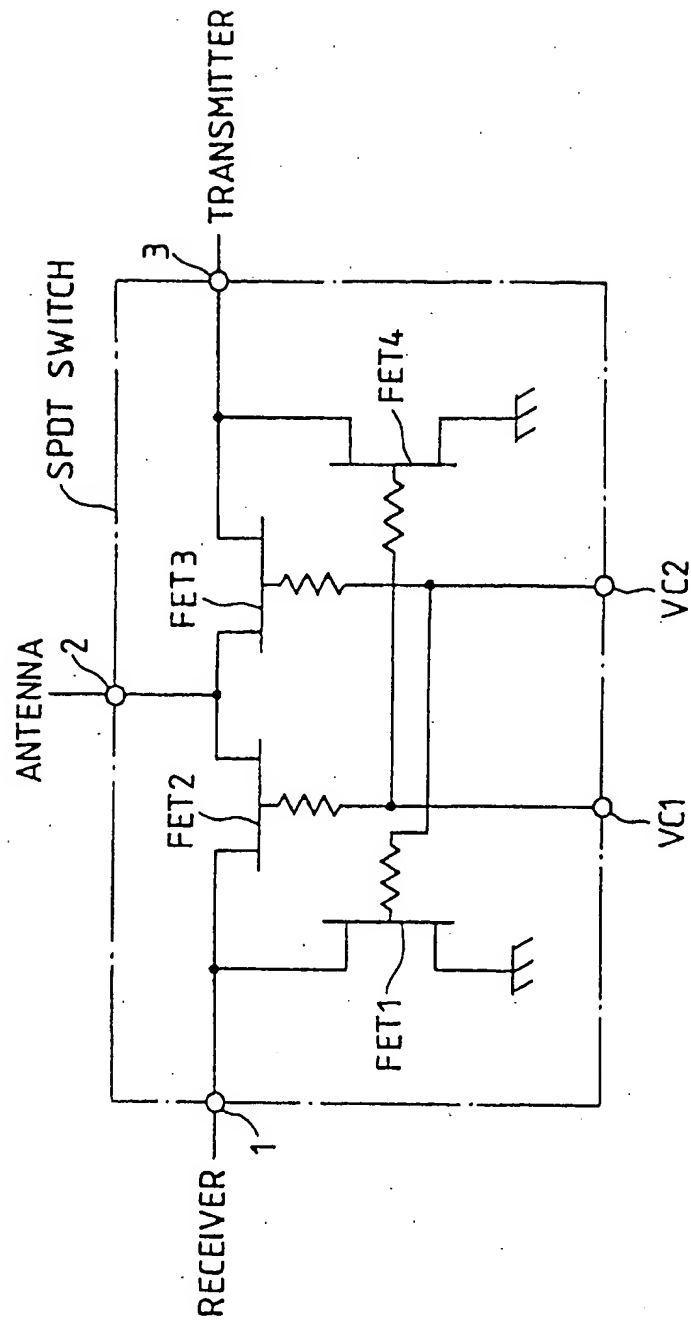 ANTENNA
2
SPDT SWITCH
3
TRANSMITTER
FET2
FET3
FET4
FET1
1
RECEIVER
VC1
VC2